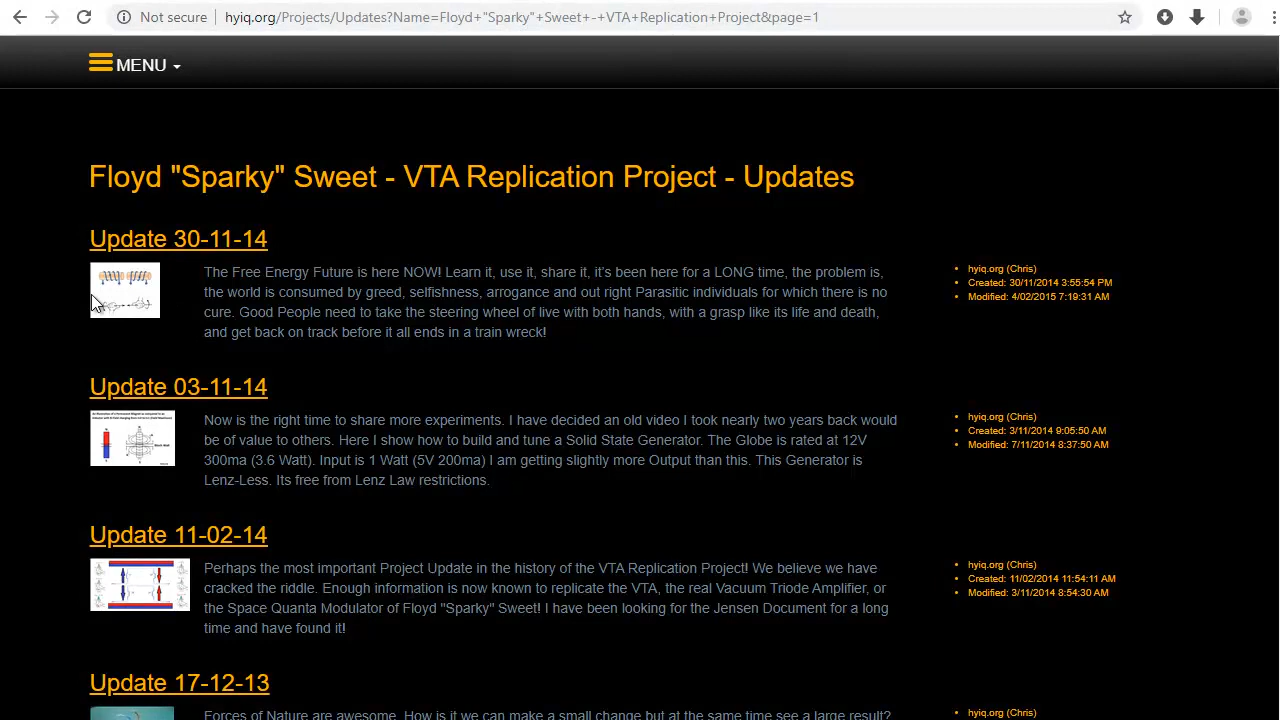 Not secure
hyiq.org/Projects/Updates?Name=Floyd+"Sparky"+Sweet+-+VTA+Replication+Project&page=1
MENU
Floyd "Sparky" Sweet - VTA Replication Project - Updates
Update 30-11-14
The Free Energy Future is here NOW! Learn it, use it, share it, it's been here for a LONG time, the problem is,
the world is consumed by greed, selfishness, arrogance and out right Parasitic individuals for which there is no
cure. Good People need to take the steering wheel of live with both hands, with a grasp like its life and death,
and get back on track before it all ends in a train wreck!
hyiq.org (Chris)
Created: 30/11/2014 3:55:54 PM
Modified: 4/02/2015 7:19:31 AM
Update 03-11-14
Now is the right time to share more experiments. I have decided an old video I took nearly two years back would
be of value to others. Here I show how to build and tune a Solid State Generator. The Globe is rated at 12V
300ma (3.6 Watt). Input is 1 Watt (5V 200ma) I am getting slightly more Output than this. This Generator is
Lenz-Less. Its free from Lenz Law restrictions.
hyiq.org (Chris)
Created: 3/11/2014 9:05:50 AM
Modified: 7/11/2014 8:37:50 AM
Update 11-02-14
Perhaps the most important Project Update in the history of the VTA Replication Project! We believe we have
cracked the riddle. Enough information is now known to replicate the VTA, the real Vacuum Triode Amplifier, or
the Space Quanta Modulator of Floyd "Sparky" Sweet! I have been looking for the Jensen Document for a long
time and have found it!
hyiq.org (Chris)
Created: 11/02/2014 11:54:11 AM
Modified: 3/11/2014 8:54:30 AM
Update 17-12-13
Forces of Nature are awesome. How is it we can make a small change but at the same time see a large result?
hyiq.org (Chris)